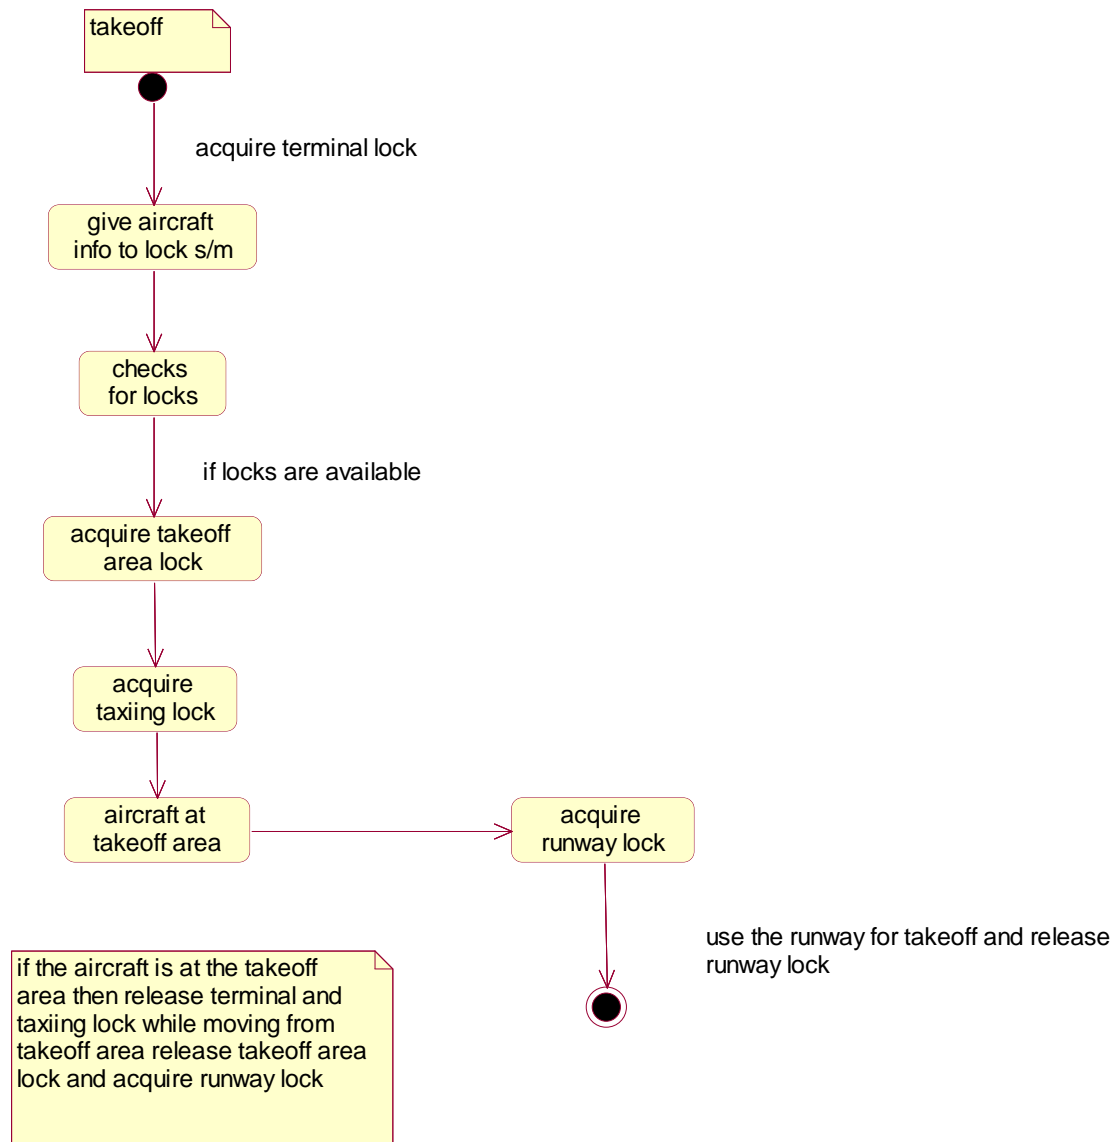 takeoff
acquire terminal lock
give aircraft
info to lock s/m
checks
for locks
if locks are available
acquire takeoff
area lock
acquire
taxiing lock
aircraft at
takeoff area
acquire
runway lock
use the runway for takeoff and release
runway lock
if the aircraft is at the takeoff
area then release terminal and
taxiing lock while moving from
takeoff area release takeoff area
lock and acquire runway lock